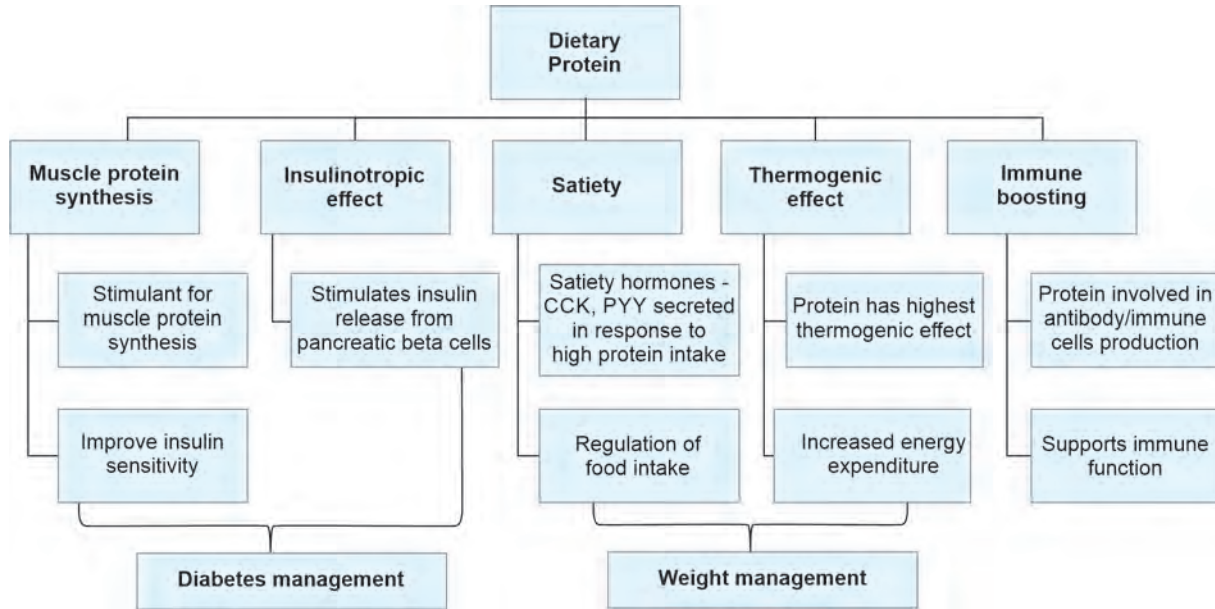 Dietary
Protein
Muscle protein
synthesis
Insulinotropic
effect
Satiety
Thermogenic
effect
Immune
boosting
Stimulant for
muscle protein
synthesis
Stimulates insulin
release from
pancreatic beta cells
Satiety hormones -
CCK, PYY secreted
in response to
high protein intake
Protein has highest
thermogenic effect
Protein involved in
antibody/immune
cells production
Improve insulin
sensitivity
Regulation of
food intake
Increased energy
expenditure
Supports immune
function
Diabetes management
Weight management